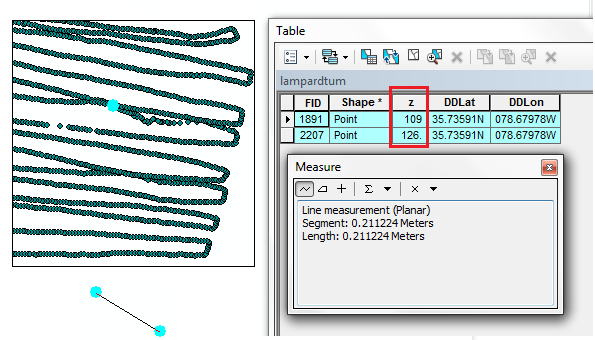 Table
lampardtum
FID Shape * z DDLat DDLon
1891 Point 109 35.73591N 078.67978W
2207 Point 126. 35.73591N 078.67978W
Measure
Line measurement (Planar)
Segment: 0.211224 Meters
Length: 0.211224 Meters